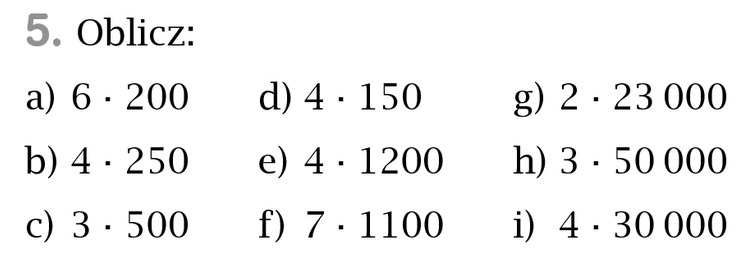 5. Oblicz:
a) 6 · 200 d) 4 · 150 g) 2 · 23 000
b) 4 · 250 e) 4 · 1200 h) 3 · 50 000
c) 3 · 500 f) 7 · 1100 i) 4 · 30 000